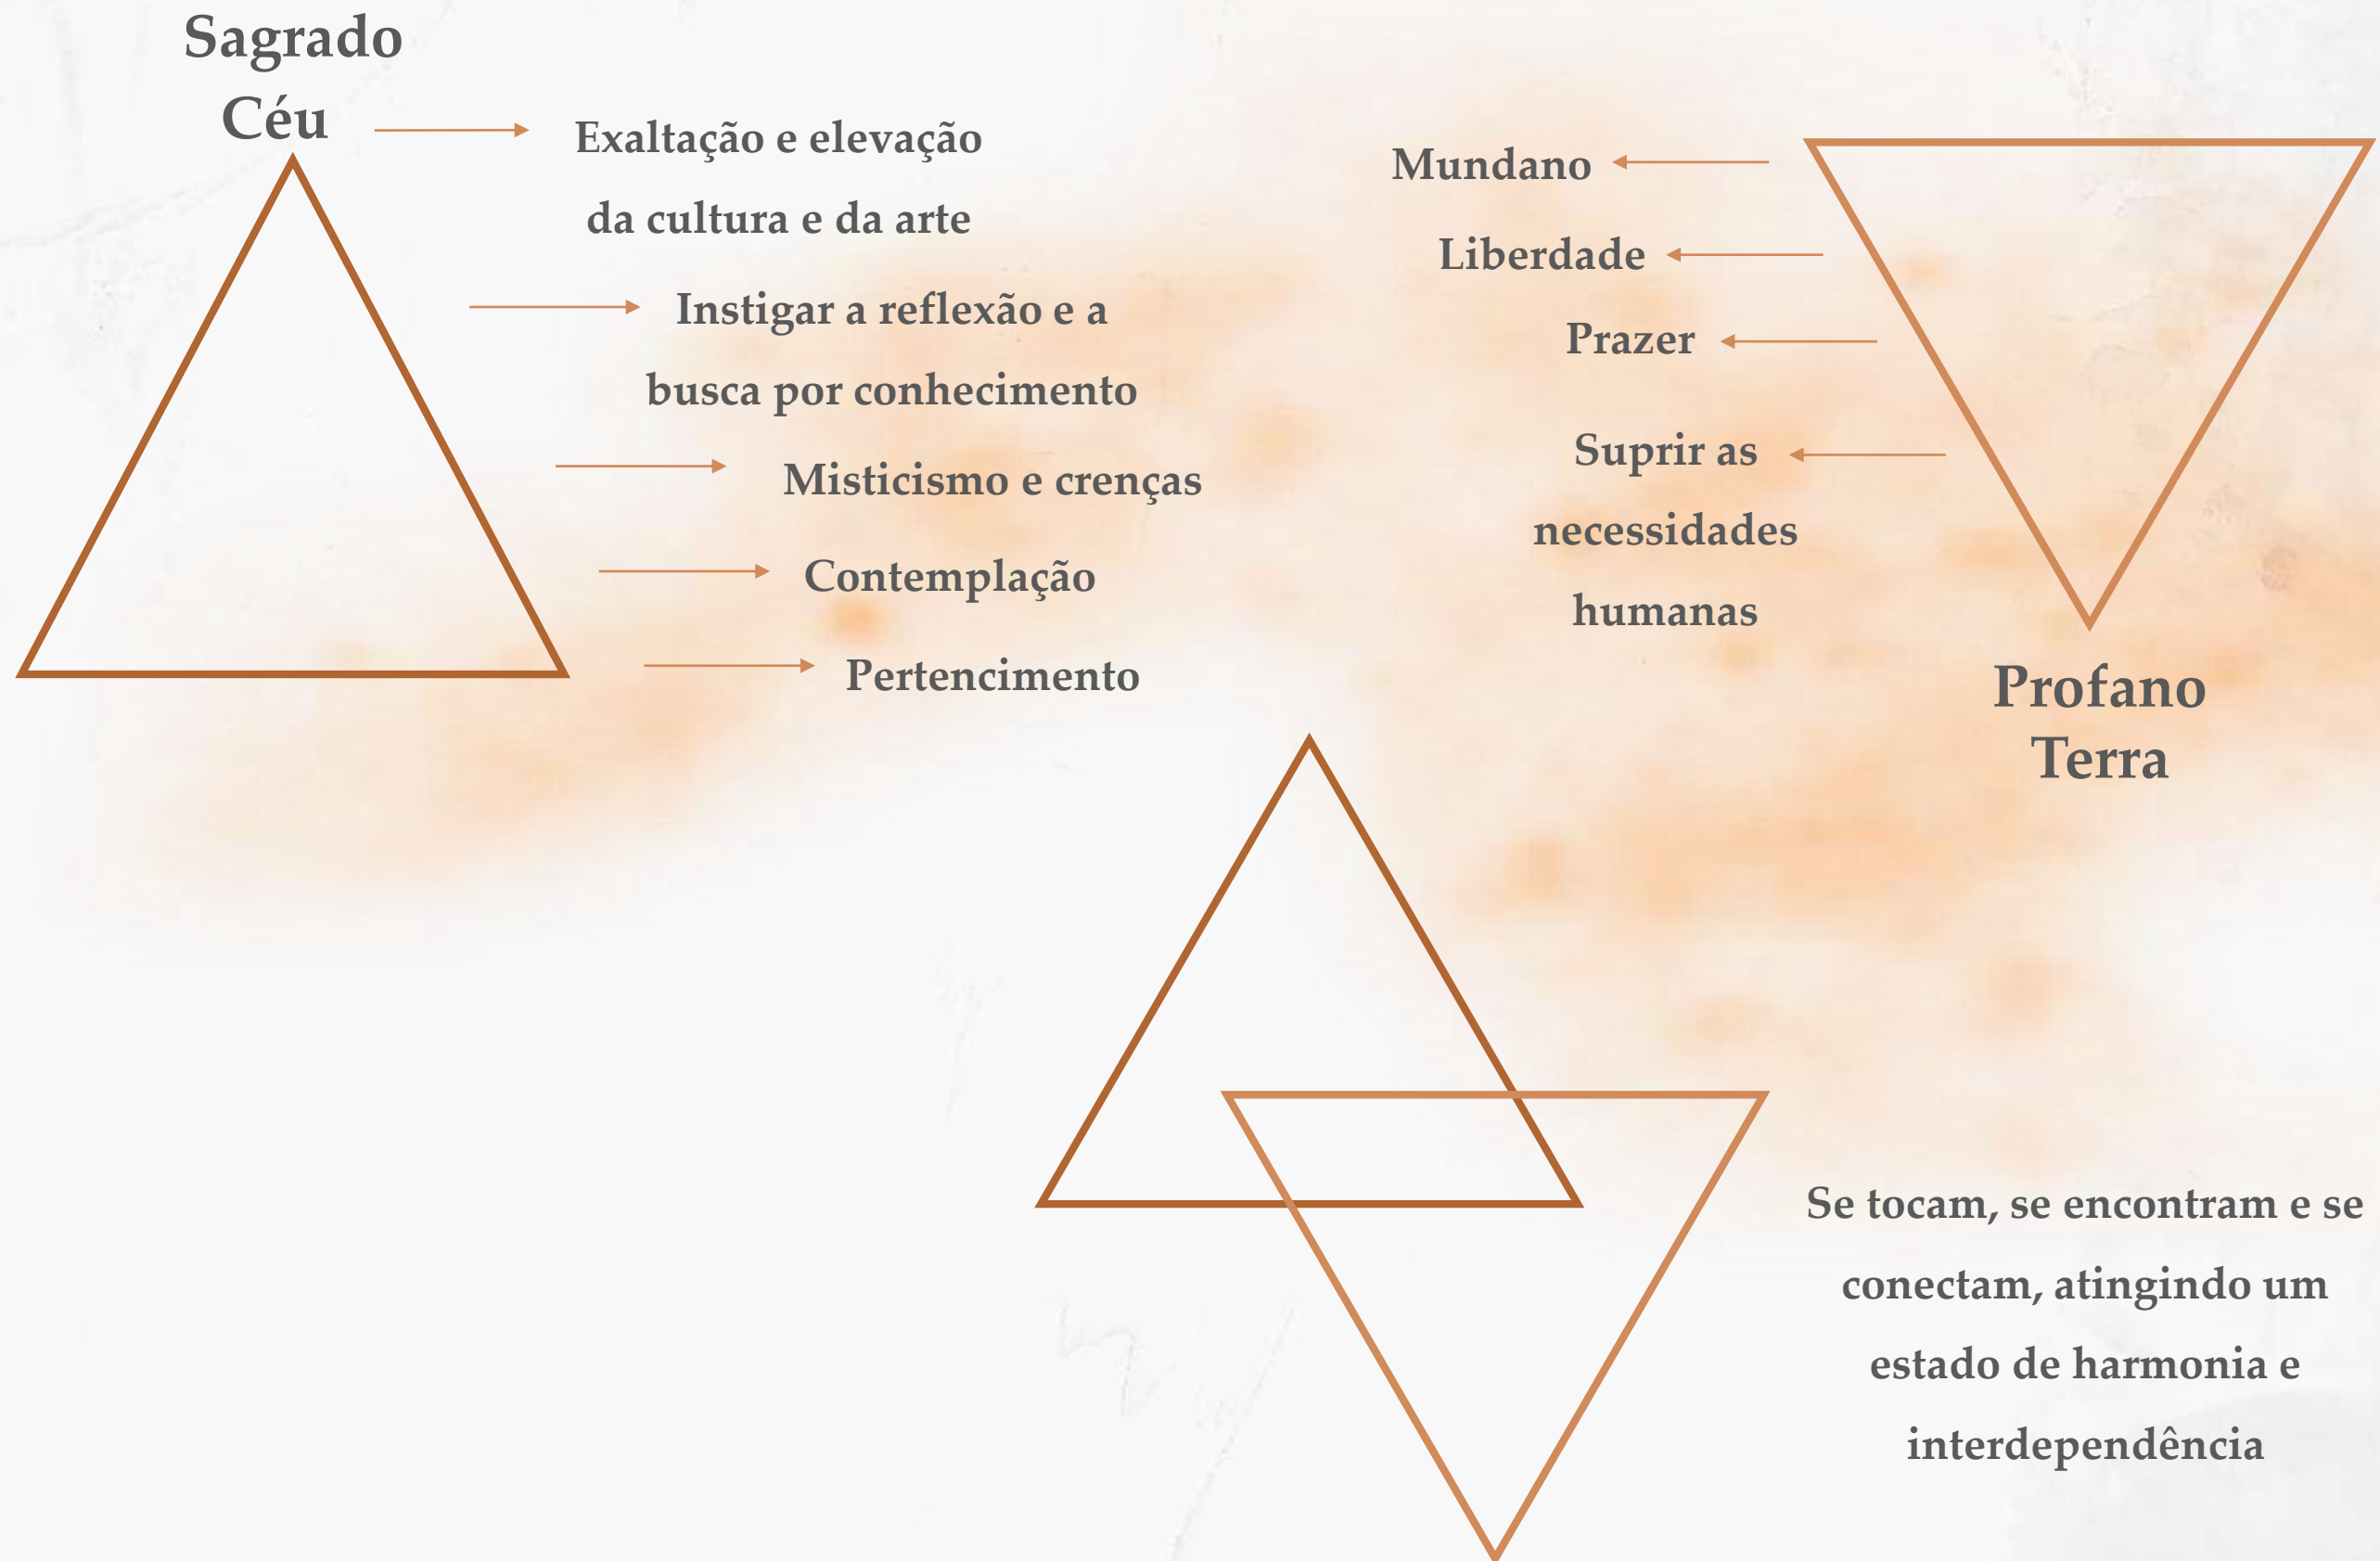 Sagrado
Céu
Exaltação e elevação
da cultura e da arte
Instigar a reflexão e a
busca por conhecimento
Misticismo e crenças
Contemplação
Pertencimento
Mundano
Liberdade
Prazer
Suprir as
necessidades
humanas
Profano
Terra
Se tocam, se encontram e se
conectam, atingindo um
estado de harmonia e
interdependência